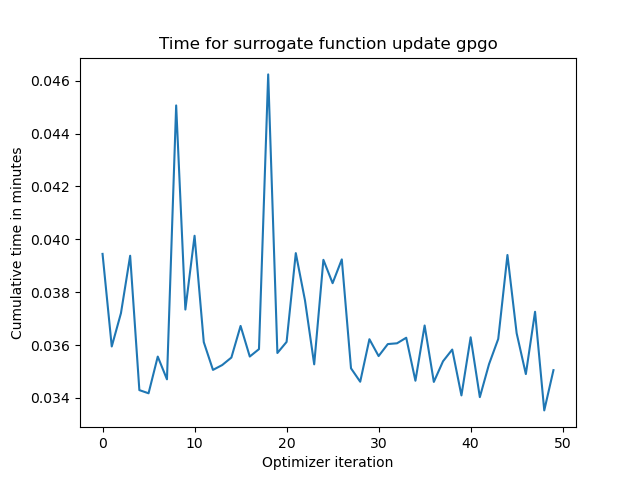 Time for surrogate function update gpgo
Cumulative time in minutes
0.046
0.044
0.042
0.040
0.038
0.036
0.034
0 10 20 30 40 50
Optimizer iteration